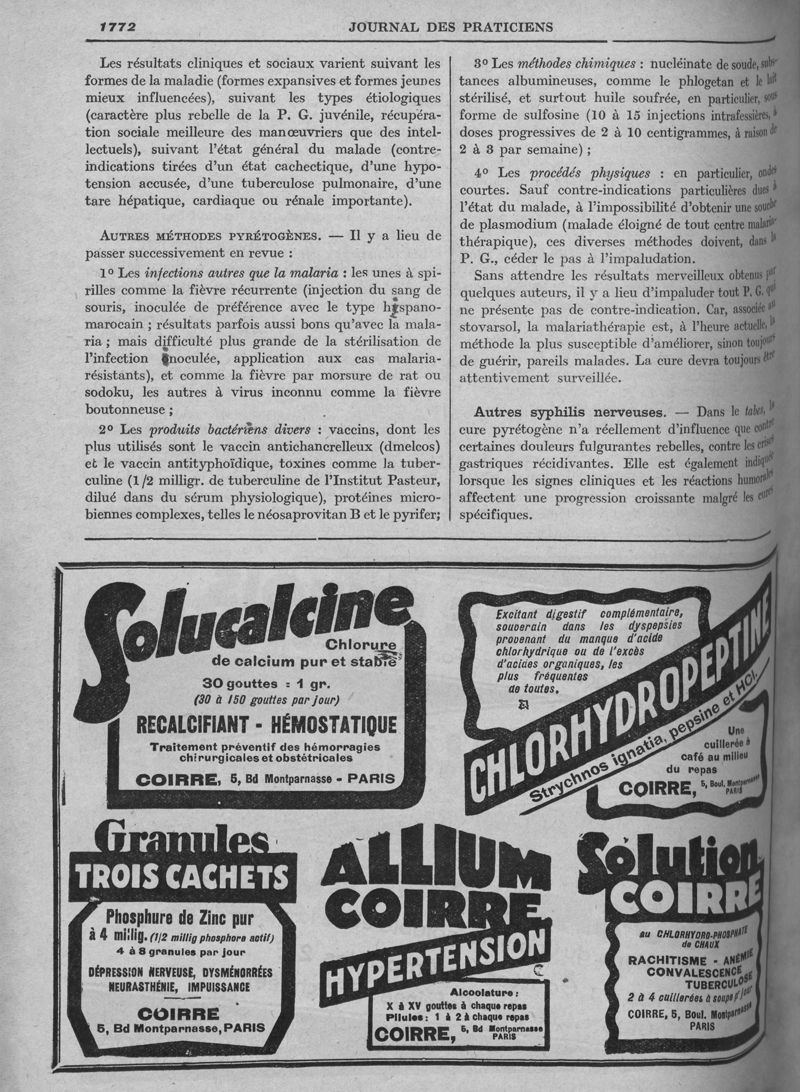 1772 JOURNAL DES PRATICIENS
Les résultats cliniques et sociaux varient suivant les
formes de la maladie (formes expansives et formes jeunes
mieux influencées), suivant les types étiologiques
(caractère plus rebelle de la P. G. juvénile, récupéra-
tion sociale meilleure des manœuvriers que des intel-
lectuels), suivant l'état général du malade (contre-
indications tirées d'un état cachectique, d'une hypo-
tension accusée, d'une tuberculose pulmonaire, d'une
tare hépatique, cardiaque ou rénale importante).
AUTRES MÉTHODES PYRÉTOGÈNES. — Il y a lieu de
passer successivement en revue :
1º Les infections autres que la malaria : les unes à spi-
rilles comme la fièvre récurrente (injection du sang de
souris, inoculée de préférence avec le type hispano-
marocain ; résultats parfois aussi bons qu'avec la mala-
ria ; mais difficulté plus grande de la stérilisation de
l'infection inoculée, application aux cas malaria-
résistants), et comme la fièvre par morsure de rat ou
sodoku, les autres à virus inconnu comme la fièvre
boutonneuse ;
2º Les produits bactériens divers : vaccins, dont les
plus utilisés sont le vaccin antichancrelleux (dmelcos)
et le vaccin antityphoïdique, toxines comme la tuber-
culine (1/2 milligr. de tuberculine de l'Institut Pasteur,
dilué dans du sérum physiologique), protéines micro-
biennes complexes, telles le néosaprovitan B et le pyrifer;
3º Les méthodes chimiques : nucléinate de soude, subs-
tances albumineuses, comme le phlogetan et le lait
stérilisé, et surtout huile soufrée, en particulier, sous
forme de sulfosine (10 à 15 injections intrafessières, à
doses progressives de 2 à 10 centigrammes, à raison de
2 à 3 par semaine) ;
4º Les procédés physiques : en particulier, ondes
courtes. Sauf contre-indications particulières dues à
l'état du malade, à l'impossibilité d'obtenir une souche
de plasmodium (malade éloigné de tout centre malaria-
thérapique), ces diverses méthodes doivent, dans la
P. G., céder le pas à l'impaludation.
Sans attendre les résultats merveilleux obtenus par
quelques auteurs, il y a lieu d'impaluder tout P. G. qui
ne présente pas de contre-indication. Car, associée au
stovarsol, la malariathérapie est, à l'heure actuelle, la
méthode la plus susceptible d'améliorer, sinon toujours
de guérir, pareils malades. La cure devra toujours être
attentivement surveillée.
Autres syphilis nerveuses. — Dans le tabes, la
cure pyrétogène n'a réellement d'influence que contre
certaines douleurs fulgurantes rebelles, contre les crises
gastriques récidivantes. Elle est également indiquée
lorsque les signes cliniques et les réactions humorales
affectent une progression croissante malgré les cures
spécifiques.
Solucalcine
Chlorure
de calcium pur et stable
30 gouttes = 1 gr.
(30 à 150 gouttes par jour)
RECALCIFIANT - HÉMOSTATIQUE
Traitement préventif des hémorragies
chirurgicales et obstétricales
COIRRE, 5, Bd Montparnasse - PARIS
Excitant digestif complémentaire,
souverain dans les dyspepsies
provenant du manque d'acide
chlorhydrique ou de l'excès
d'acides organiques, les
plus fréquentes
de toutes.
CHLORHYDROPEPTINE
Strychnos ignatia, pepsine et HCl.
Une
cuillerée à
café au milieu
du repas
COIRRE, 5, Boul. Montparnasse
PARIS
Granules
TROIS CACHETS
Phosphure de Zinc pur
à 4 millig. (1/2 millig phosphore actif)
4 à 8 granules par jour
DÉPRESSION NERVEUSE, DYSMÉNORRÉES
NEURASTHÉNIE, IMPUISSANCE
COIRRE
5, Bd Montparnasse, PARIS
ALLIUM
COIRRE
HYPERTENSION
Alcoolature :
X à XV gouttes à chaque repas
Pilules : 1 à 2 à chaque repas
COIRRE, 5, Bd Montparnasse
PARIS
Solution
COIRRE
au CHLORHYDRO-PHOSPHATE
de CHAUX
RACHITISME - ANÉMIE
CONVALESCENCE
TUBERCULOSE
2 à 4 cuillerées à soupe p' jour
COIRRE, 5, Boul. Montparnasse
PARIS